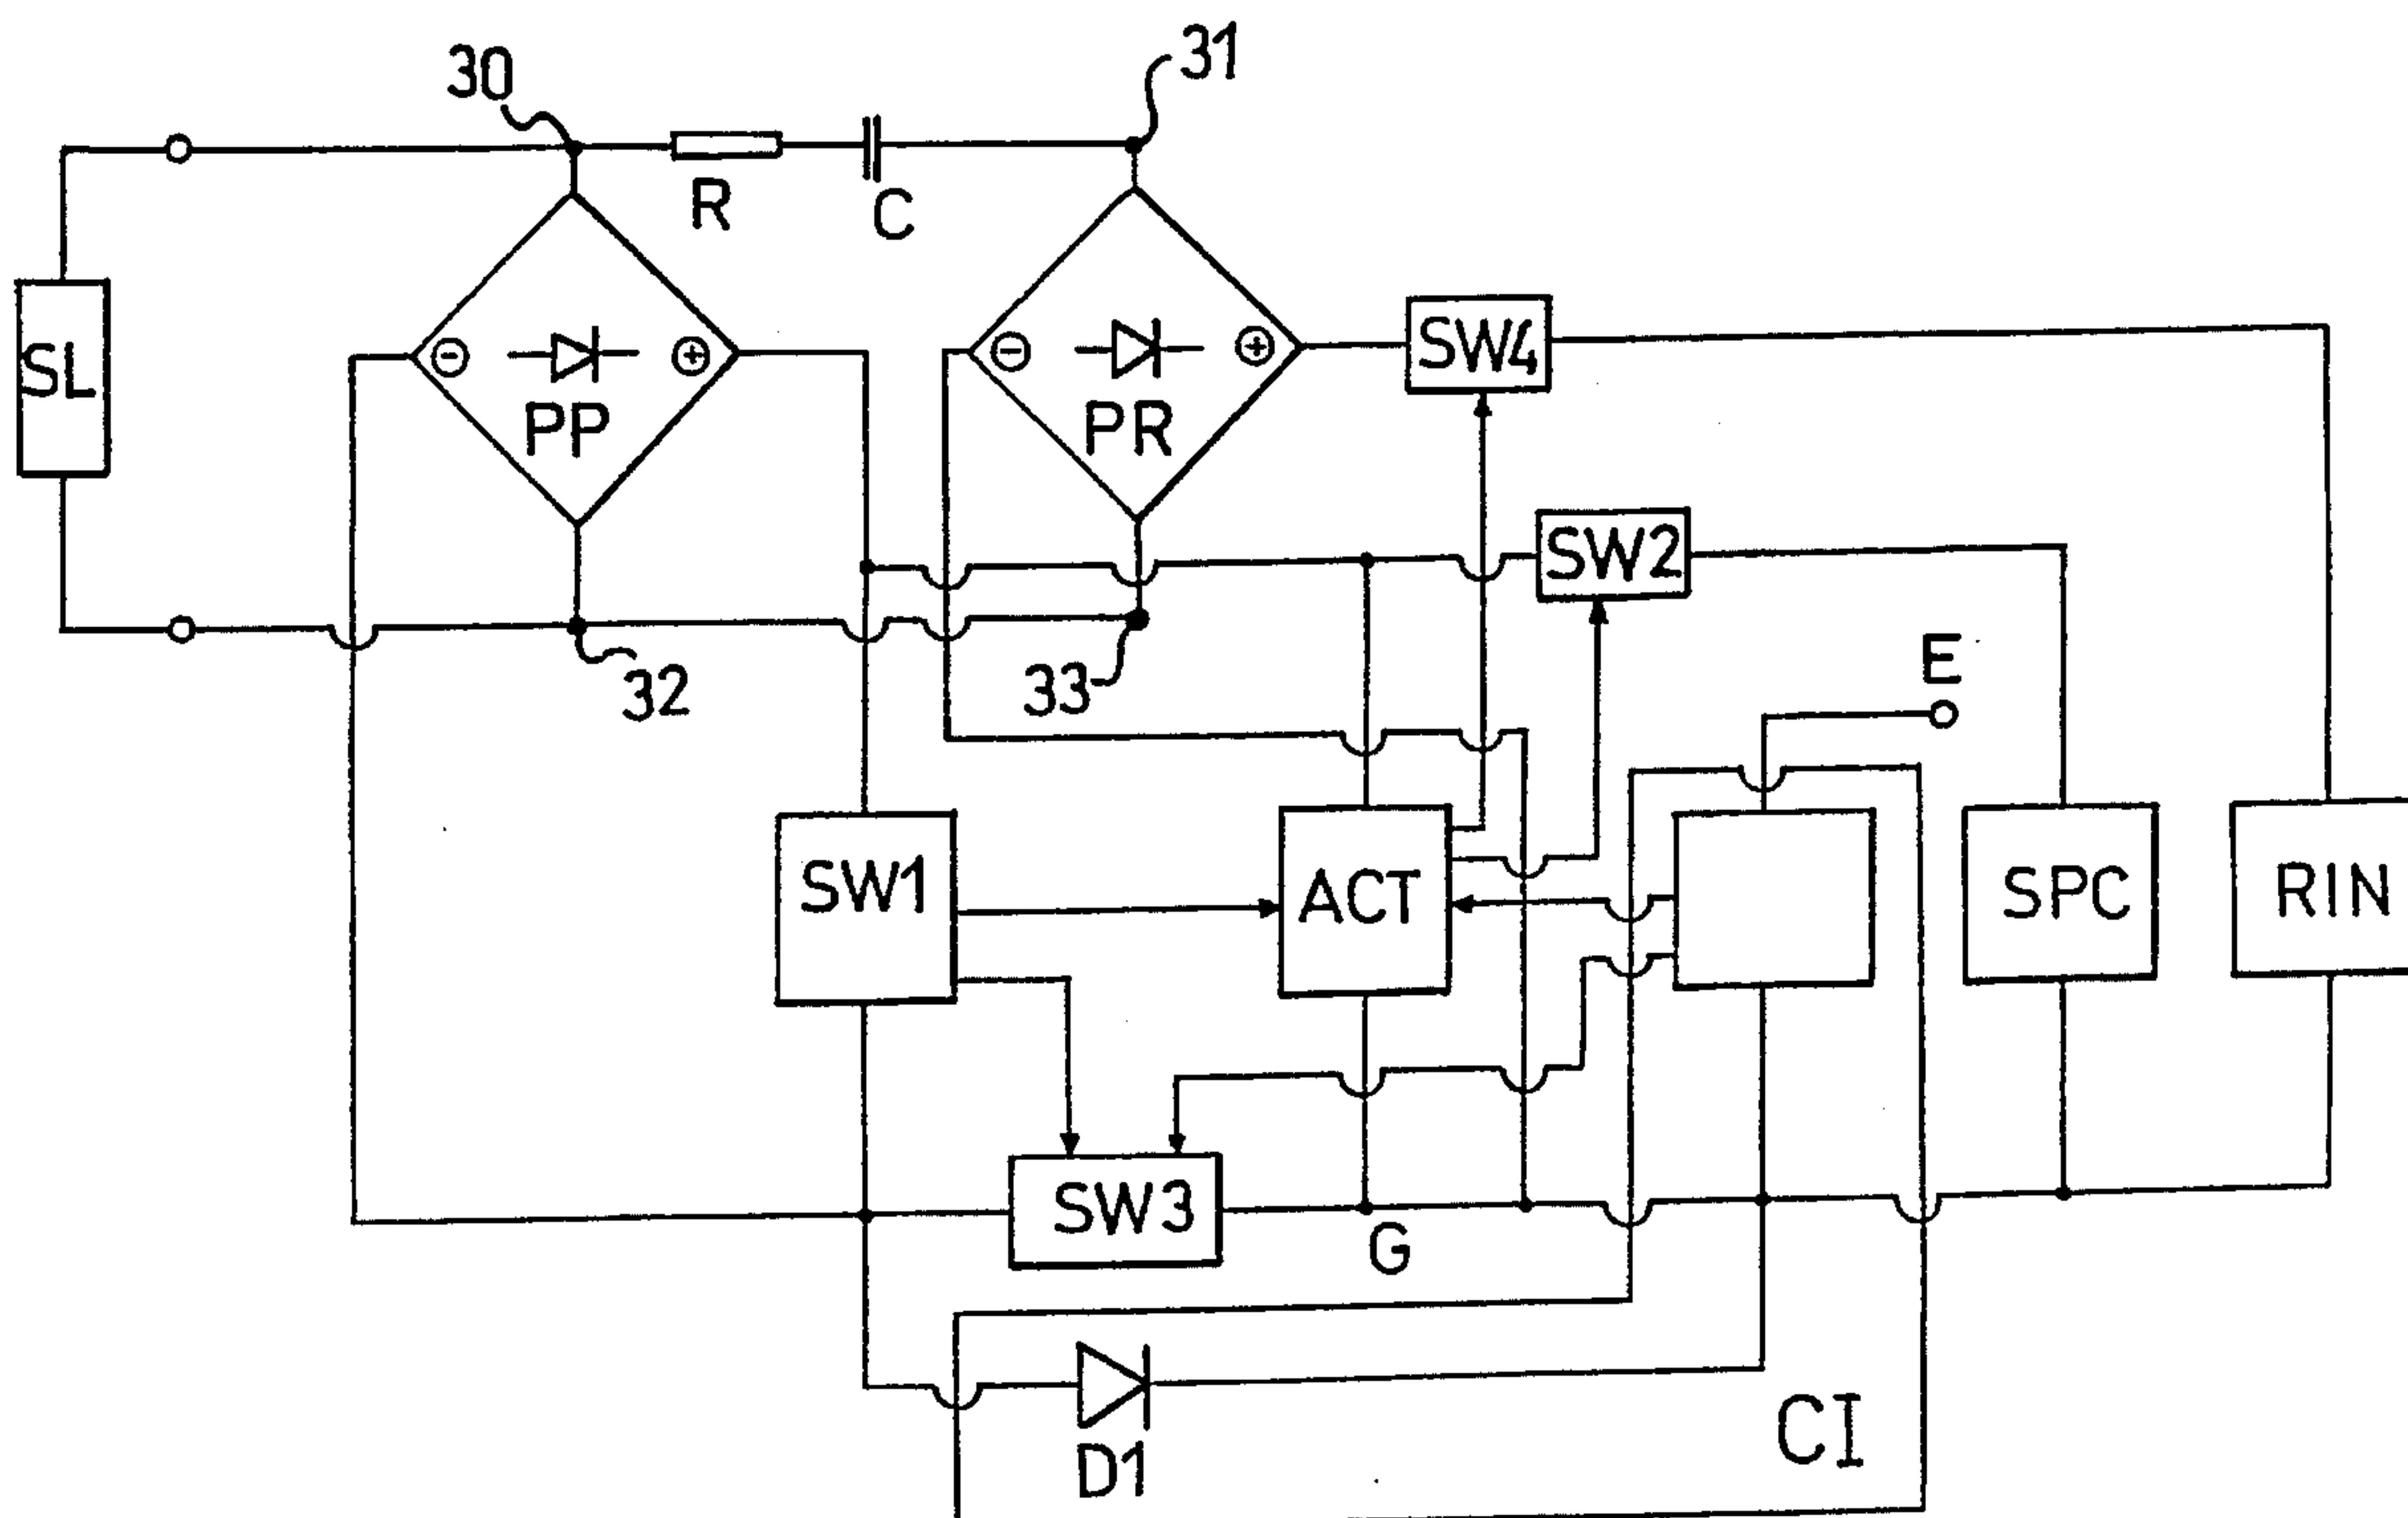 30
31
R
C
SL
⊖
⊕
PP
⊖
⊕
PR
SW4
SW2
32
33
E
SW1
ACT
SPC
RIN
SW3
G
D1
CI